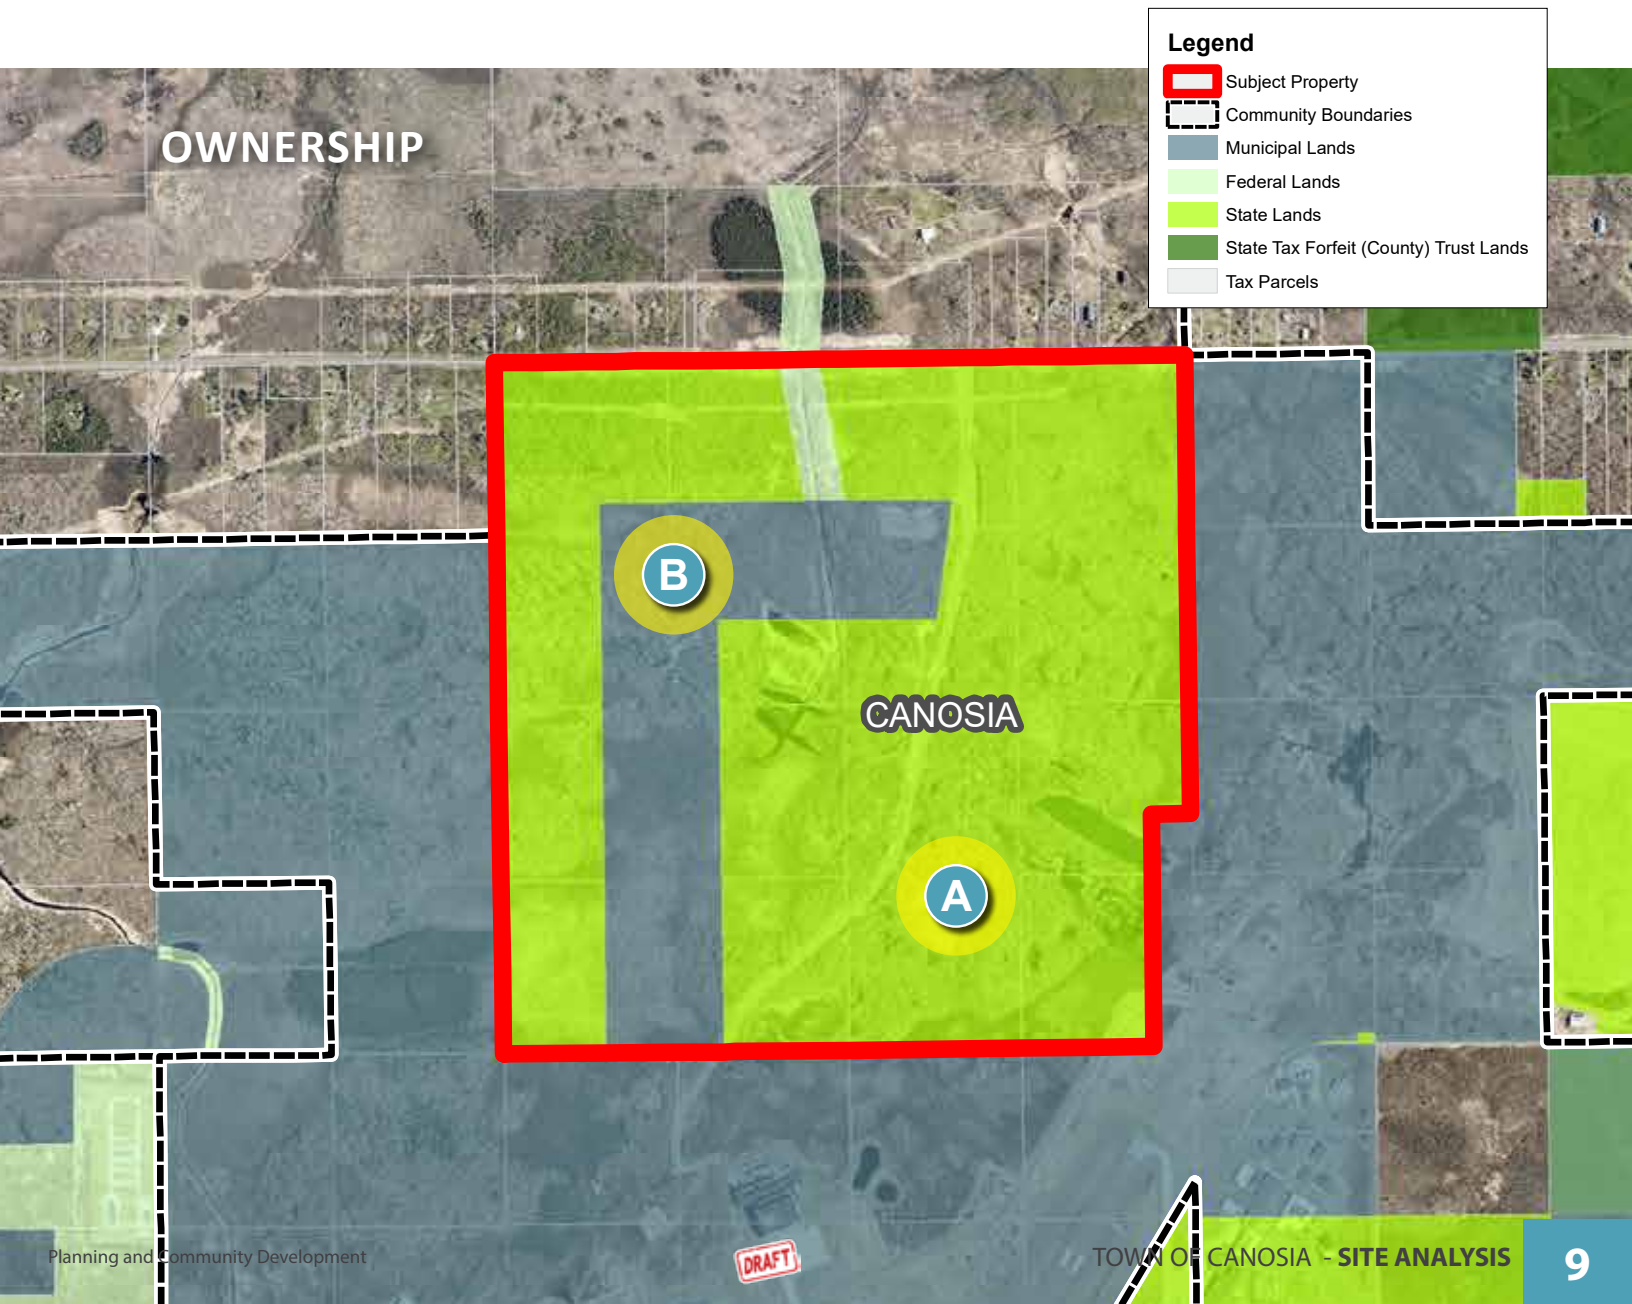 Legend
Subject Property
Community Boundaries
Municipal Lands
Federal Lands
State Lands
State Tax Forfeit (County) Trust Lands
Tax Parcels
OWNERSHIP
B
CANOSIA
A
Planning and Community Development
DRAFT
TOWN OF CANOSIA - SITE ANALYSIS
9